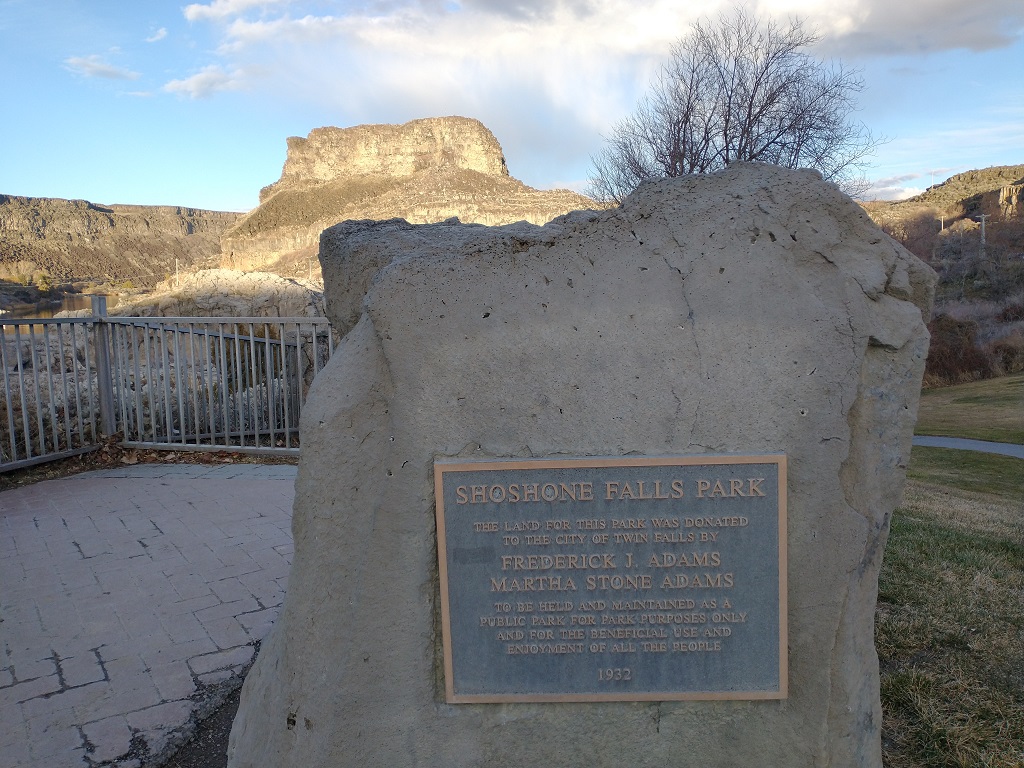 SHOSHONE FALLS PARK
THE LAND FOR THIS PARK WAS DONATED
TO THE CITY OF TWIN FALLS BY
FREDERICK J. ADAMS
MARTHA STONE ADAMS
TO BE HELD AND MAINTAINED AS A
PUBLIC PARK FOR PARK PURPOSES ONLY
AND FOR THE BENEFICIAL USE AND
ENJOYMENT OF ALL THE PEOPLE
1932